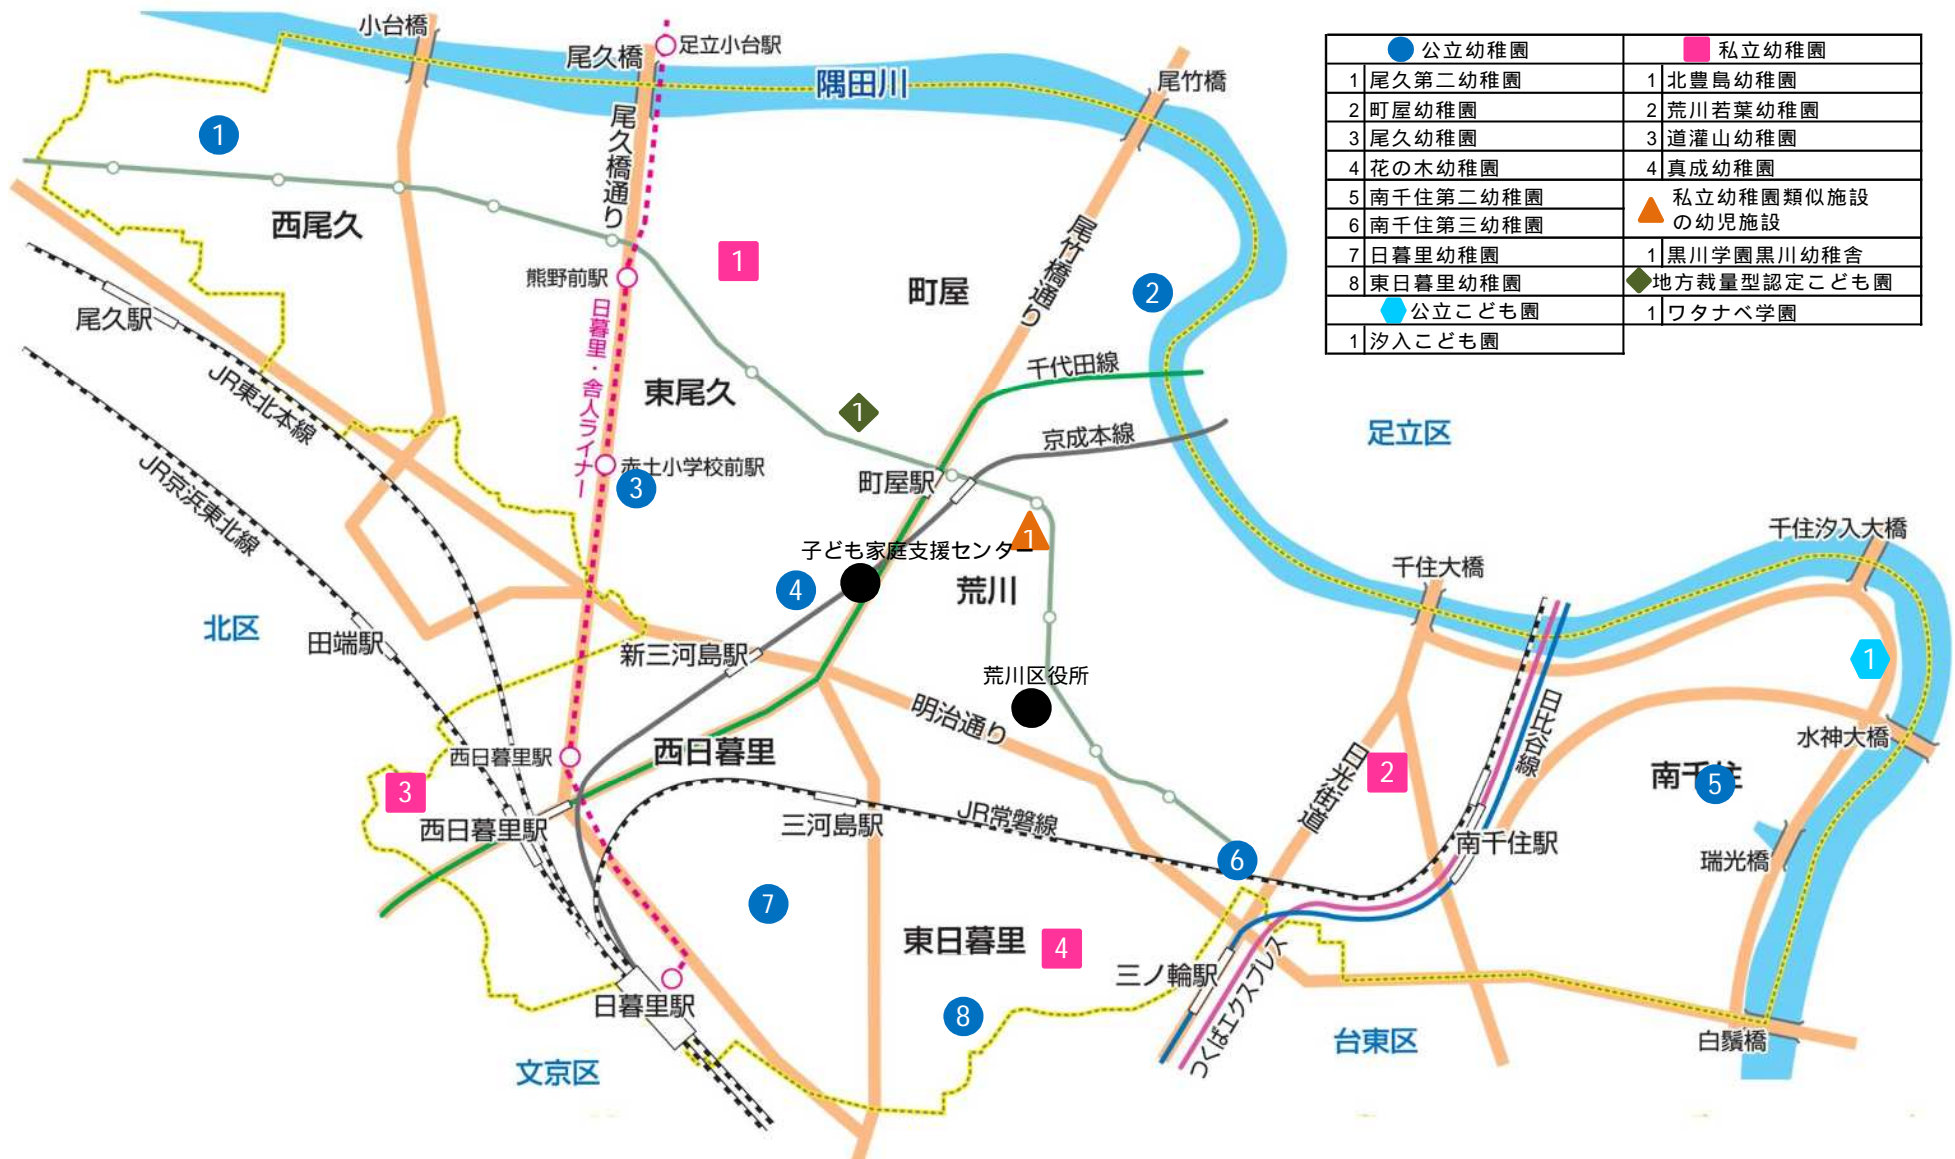 公立幼稚園 私立幼稚園
1 尾久第二幼稚園 1 北豊島幼稚園
2 町屋幼稚園 2 荒川若葉幼稚園
3 尾久幼稚園 3 道灌山幼稚園
4 花の木幼稚園 4 真成幼稚園
5 南千住第二幼稚園 私立幼稚園類似施設
6 南千住第三幼稚園 の幼児施設
7 日暮里幼稚園 1 黒川学園黒川幼稚舎
8 東日暮里幼稚園 地方裁量型認定こども園
公立こども園 1 ワタナベ学園
1 汐入こども園
小台橋
尾久橋
足立小台駅
隅田川
尾竹橋
尾久橋通り
1
西尾久
1
熊野前駅
町屋
尾竹橋通り
2
尾久駅
日暮里・舎人ライナー
JR東北本線
東尾久
千代田線
1
京成本線
足立区
JR京浜東北線
赤土小学校前駅
3
町屋駅
1
子ども家庭支援センター
4
荒川
千住大橋
千住汐入大橋
北区
田端駅
新三河島駅
荒川区役所
1
明治通り
日比谷線
水神大橋
西日暮里駅
西日暮里
3
日光街道
2
南千住
5
西日暮里駅
三河島駅
JR常磐線
南千住駅
瑞光橋
6
7
東日暮里
4
三ノ輪駅
つくばエクスプレス
日暮里駅
8
台東区
白鬚橋
文京区